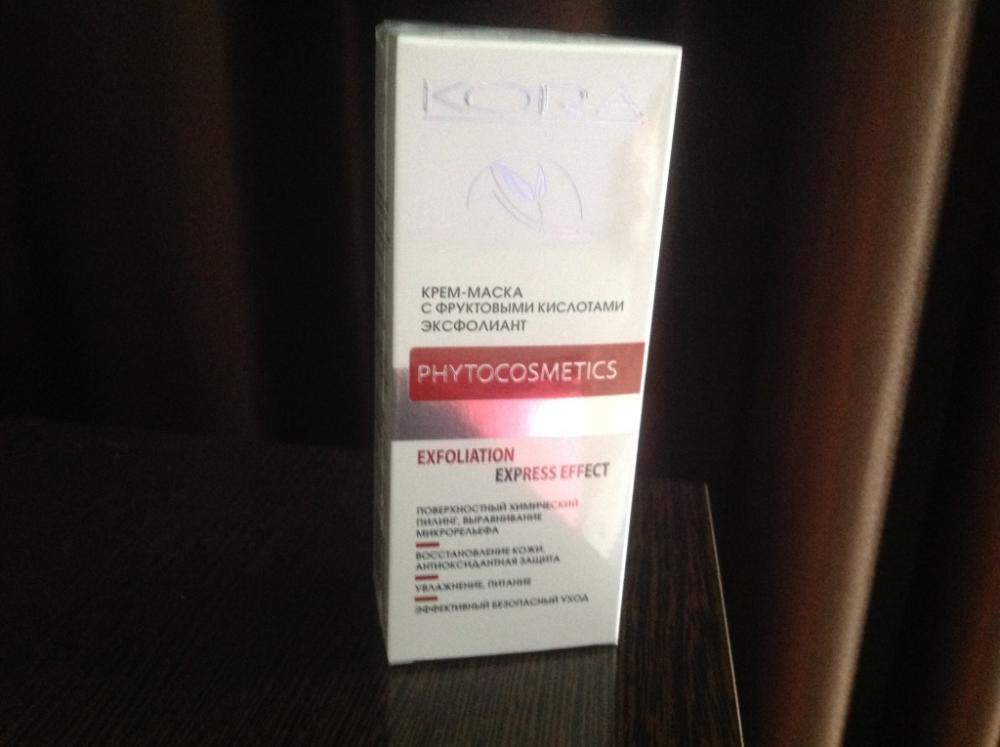 KORA
КРЕМ-МАСКА
С ФРУКТОВЫМИ КИСЛОТАМИ
ЭКСФОЛИАНТ
PHYTOCOSMETICS
EXFOLIATION
EXPRESS EFFECT
ПОВЕРХНОСТНЫЙ ХИМИЧЕСКИЙ
ПИЛИНГ, ВЫРАВНИВАНИЕ
МИКРОРЕЛЬЕФА
ВОССТАНОВЛЕНИЕ КОЖИ,
АНТИОКСИДАНТНАЯ ЗАЩИТА
УВЛАЖНЕНИЕ, ПИТАНИЕ
ЭФФЕКТИВНЫЙ БЕЗОПАСНЫЙ УХОД